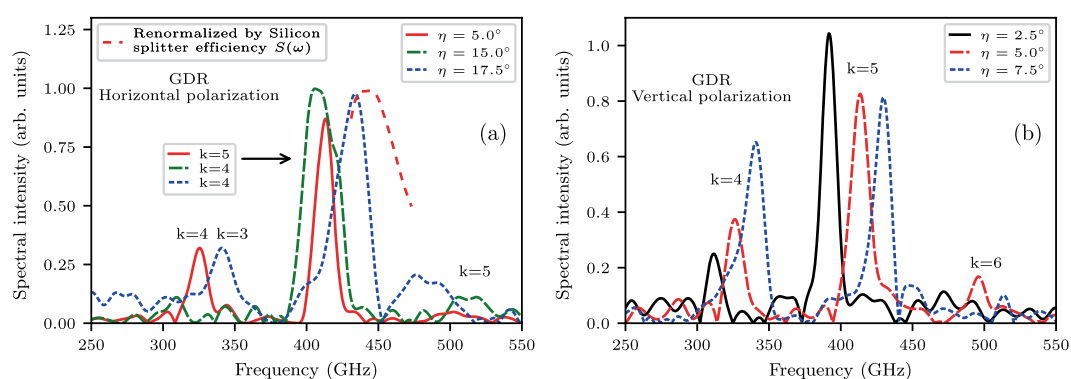 Renormalized by Silicon
splitter efficiency S(ω)
η = 5.0°
η = 15.0°
η = 17.5°
GDR
Horizontal polarization
(a)
k=5
k=4
k=4
k=4 k=3
k=5
1.25
1.00
0.75
0.50
0.25
0.00
250 300 350 400 450 500 550
Frequency (GHz)
Spectral intensity (arb. units)
η = 2.5°
η = 5.0°
η = 7.5°
k=5
GDR
Vertical polarization
(b)
k=4
k=6
1.0
0.8
0.6
0.4
0.2
0.0
250 300 350 400 450 500 550
Frequency (GHz)
Spectral intensity (arb. units)